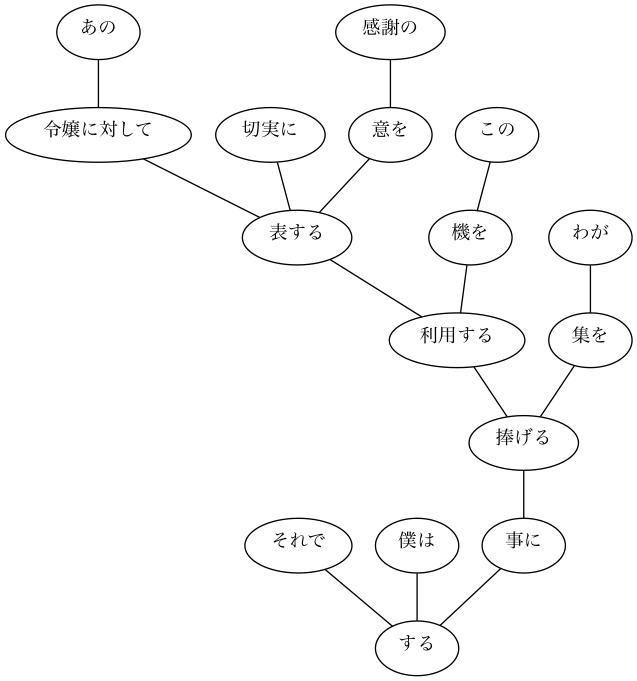 あの
感謝の
令嬢に対して
切実に
意を
この
表する
機を
わが
利用する
集を
捧げる
それで
僕は
事に
する